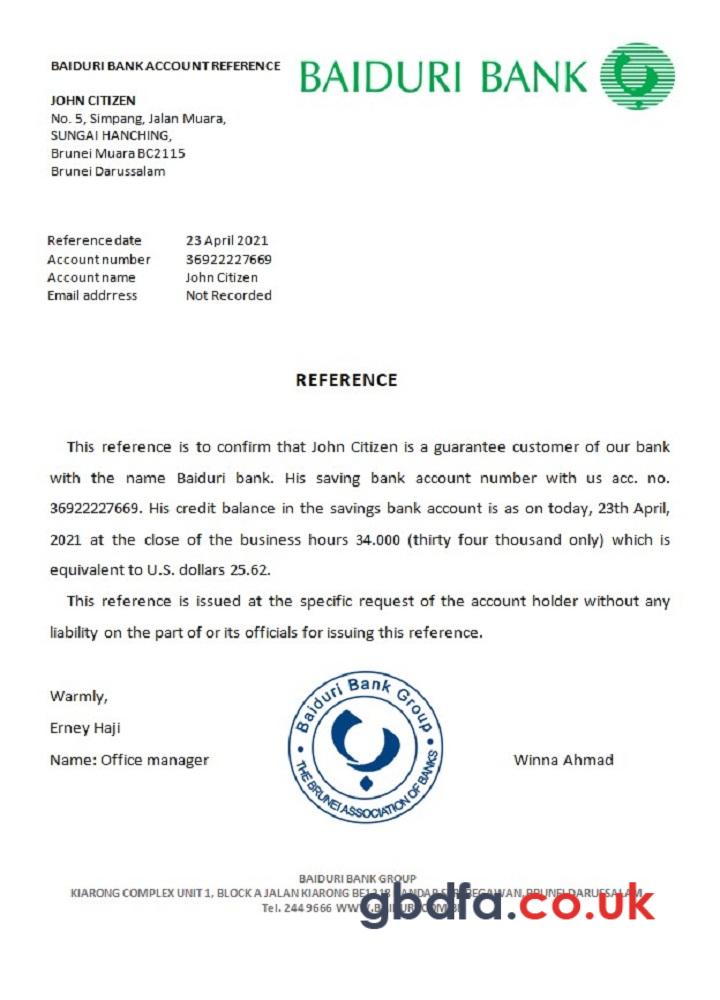 BAIDURI BANK ACCOUNT REFERENCE
BAIDURI BANK
JOHN CITIZEN
No. 5, Simpang, Jalan Muara,
SUNGAI HANCHING,
Brunei Muara BC2115
Brunei Darussalam
Reference date 23 April 2021
Account number 36922227669
Account name John Citizen
Email addrress Not Recorded
REFERENCE
This reference is to confirm that John Citizen is a guarantee customer of our bank
with the name Baiduri bank. His saving bank account number with us acc. no.
36922227669. His credit balance in the savings bank account is as on today, 23th April,
2021 at the close of the business hours 34.000 (thirty four thousand only) which is
equivalent to U.S. dollars 25.62.
This reference is issued at the specific request of the account holder without any
liability on the part of or its officials for issuing this reference.
Warmly,
Erney Haji
Name: Office manager
Baiduri Bank Group
THE BRUNEI ASSOCIATION OF BANKS
Winna Ahmad
BAIDURI BANK GROUP
KIARONG COMPLEX UNIT 1, BLOCK A JALAN KIARONG BRUNEI DARUSSALAM
Tel. 244 9666
gbdfa.co.uk